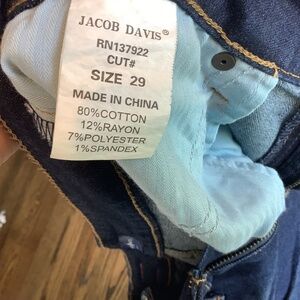 JACOB DAVIS®
RN137922
CUT#
SIZE 29
MADE IN CHINA
80%COTTON
12%RAYON
7%POLYESTER
1%SPANDEX